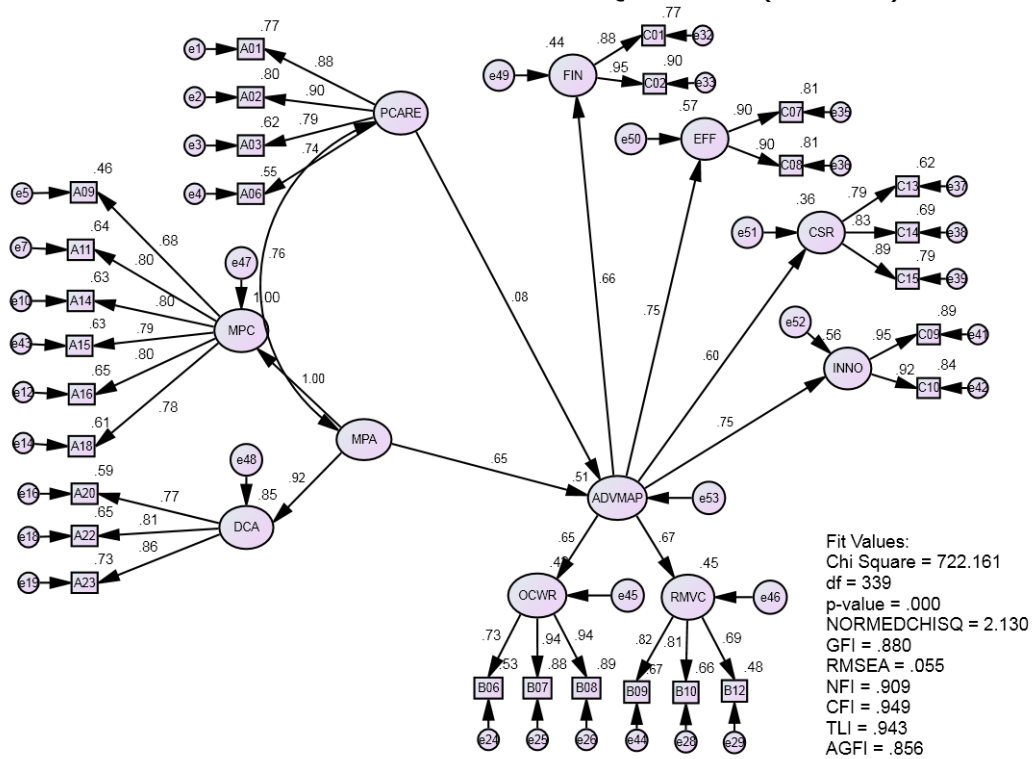 .77
.77
e1 A01
.88
.80
e2 A02
.90
.62
e3 A03
.79
PCARE
.55
e4 A06
.74
.44
.88
C01 e32
e49
FIN
.95
.90
C02 e33
.57
.81
.90
C07 e35
e50
EFF
.90
.81
C08 e36
.46
e5 A09
.68
.64
e7 A11
.80
.63
e10 A14
.80
e47
.76
1.00
.63
e43 A15
.79
MPC
.80
.65
e12 A16
.78
.61
e14 A18
1.00
.36
.79
.62
C13 e37
e51
CSR
.83
.69
C14 e38
.89
.79
C15 e39
.08
.66
.75
.60
e52
.56
.95
.89
C09 e41
INNO
.92
.84
C10 e42
.75
MPA
.65
.92
e48
.59
e16 A20
.77
.85
.65
e18 A22
.81
DCA
.73
e19 A23
.86
.51
ADVMAP
e53
.65
.67
OCWR
e45
.45
RMVC
e46
.73
.94
.94
.82
.81
.69
.53
.88
.89
.67
.66
.48
B06 B07 B08 B09 B10 B12
e24 e25 e26 e44 e28 e29
Fit Values:
Chi Square = 722.161
df = 339
p-value = .000
NORMEDCHISQ = 2.130
GFI = .880
RMSEA = .055
NFI = .909
CFI = .949
TLI = .943
AGFI = .856